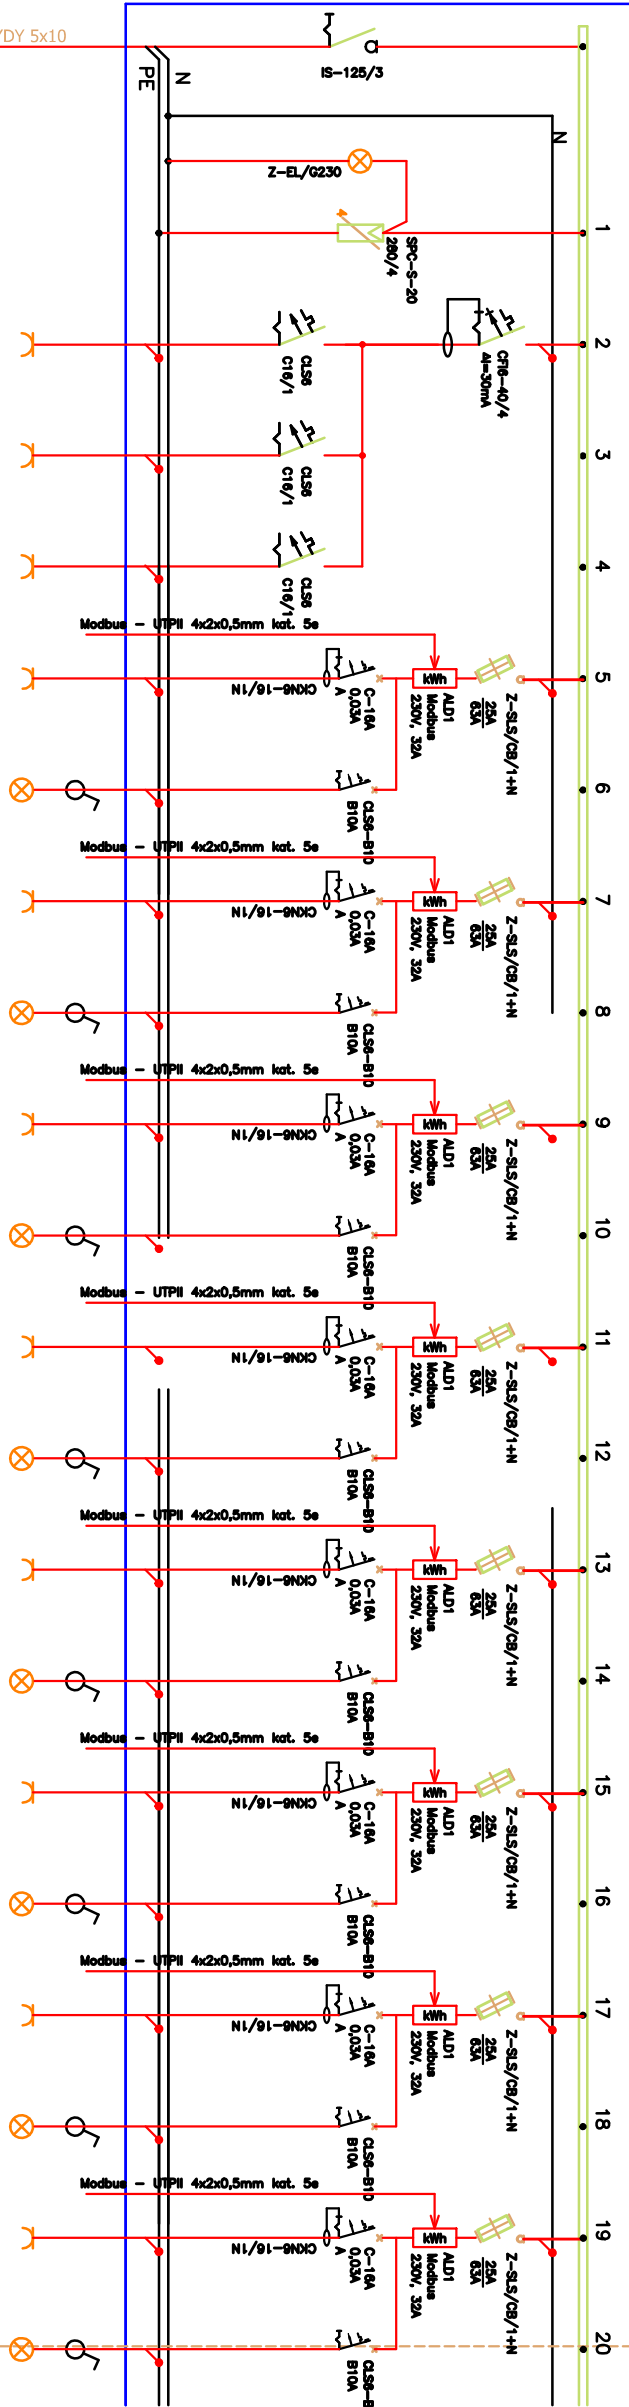 YDY 5x10
IS-125/3
N
PE
N
Z-EL/G230
1
SPC-S-20
280/4
2
CFI6-40/4
ΔI=30mA
CLS6
C16/1
3
CLS6
C16/1
4
CLS6
C16/1
Modbus - UTPII 4x2x0,5mm kat. 5e
5
Z-SLS/CB/1+N
25A
63A
ALD1
Modbus
230V, 32A
kWh
C-16A
0,03A
A
CKN6-16/1N
6
CLS6-B10
B10A
Modbus - UTPII 4x2x0,5mm kat. 5e
7
Z-SLS/CB/1+N
25A
63A
ALD1
Modbus
230V, 32A
kWh
C-16A
0,03A
A
CKN6-16/1N
8
CLS6-B10
B10A
Modbus - UTPII 4x2x0,5mm kat. 5e
9
Z-SLS/CB/1+N
25A
63A
ALD1
Modbus
230V, 32A
kWh
C-16A
0,03A
A
CKN6-16/1N
10
CLS6-B10
B10A
Modbus - UTPII 4x2x0,5mm kat. 5e
11
Z-SLS/CB/1+N
25A
63A
ALD1
Modbus
230V, 32A
kWh
C-16A
0,03A
A
CKN6-16/1N
12
CLS6-B10
B10A
Modbus - UTPII 4x2x0,5mm kat. 5e
13
Z-SLS/CB/1+N
25A
63A
ALD1
Modbus
230V, 32A
kWh
C-16A
0,03A
A
CKN6-16/1N
14
CLS6-B10
B10A
Modbus - UTPII 4x2x0,5mm kat. 5e
15
Z-SLS/CB/1+N
25A
63A
ALD1
Modbus
230V, 32A
kWh
C-16A
0,03A
A
CKN6-16/1N
16
CLS6-B10
B10A
Modbus - UTPII 4x2x0,5mm kat. 5e
17
Z-SLS/CB/1+N
25A
63A
ALD1
Modbus
230V, 32A
kWh
C-16A
0,03A
A
CKN6-16/1N
18
CLS6-B10
B10A
Modbus - UTPII 4x2x0,5mm kat. 5e
19
Z-SLS/CB/1+N
25A
63A
ALD1
Modbus
230V, 32A
kWh
C-16A
0,03A
A
CKN6-16/1N
20
CLS6-B
B10A